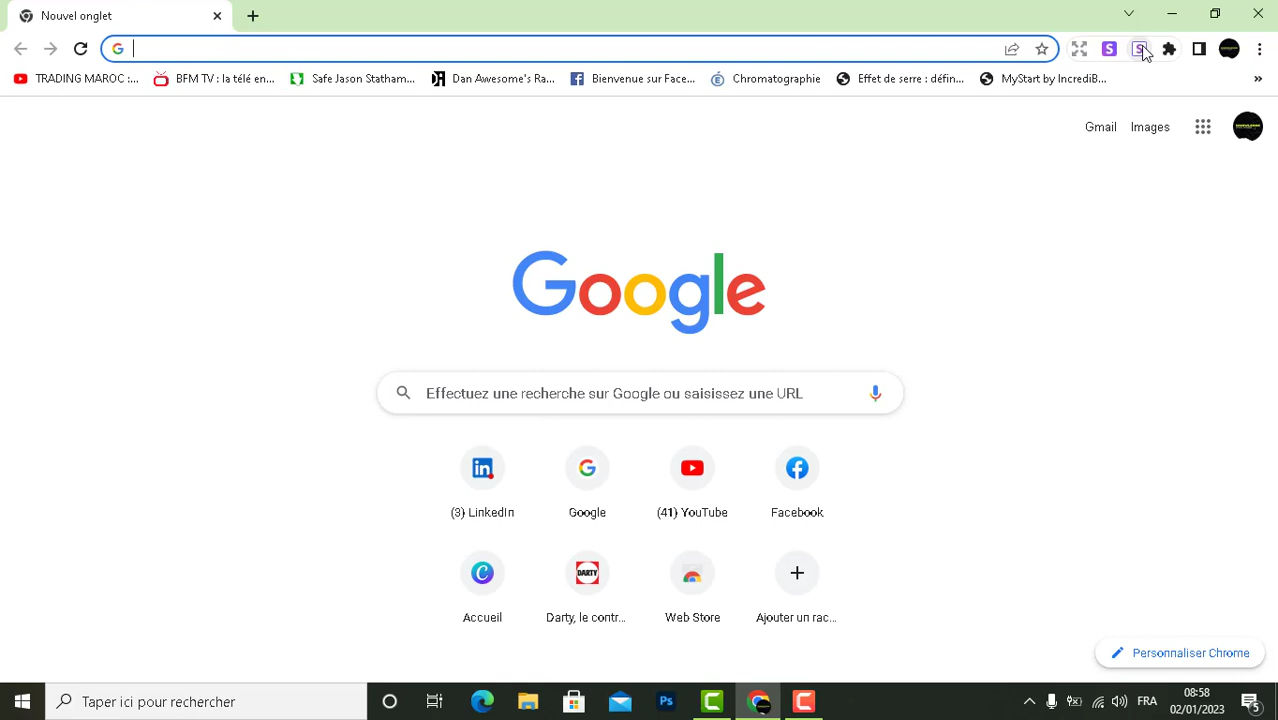 Nouvel onglet
TRADING MAROC :...
BFM TV : la télé en...
Safe Jason Statham...
Dan Awesome's Ra...
Bienvenue sur Face...
Chromatographie
Effet de serre : défin...
MyStart by IncrediB...
Gmail
Images
Google
Effectuez une recherche sur Google ou saisissez une URL
(3) LinkedIn
Google
(41) YouTube
Facebook
DARTY
Accueil
Darty, le contr...
Web Store
Ajouter un rac...
Personnaliser Chrome
Taper ici pour rechercher
Ps
FRA
08:58
02/01/2023
5